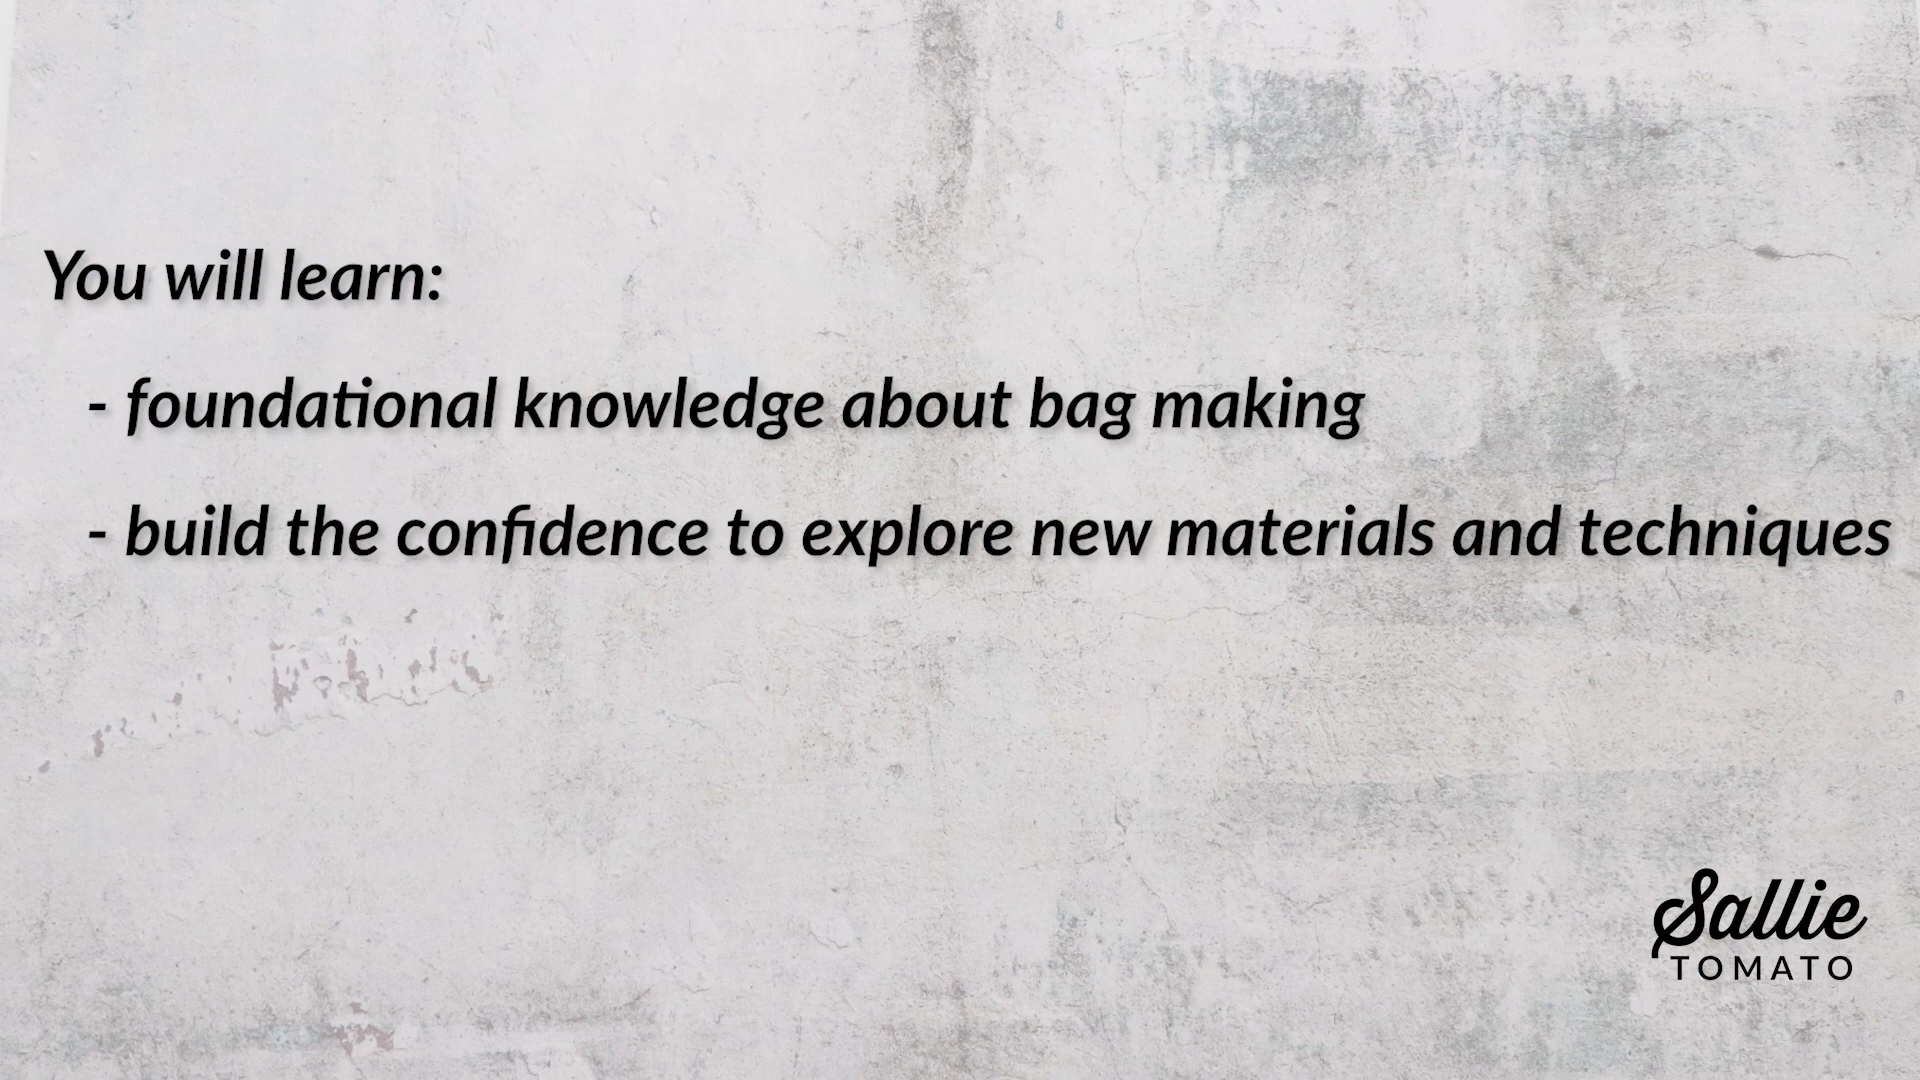 You will learn:
- foundational knowledge about bag making
- build the confidence to explore new materials and techniques
Sallie
TOMATO